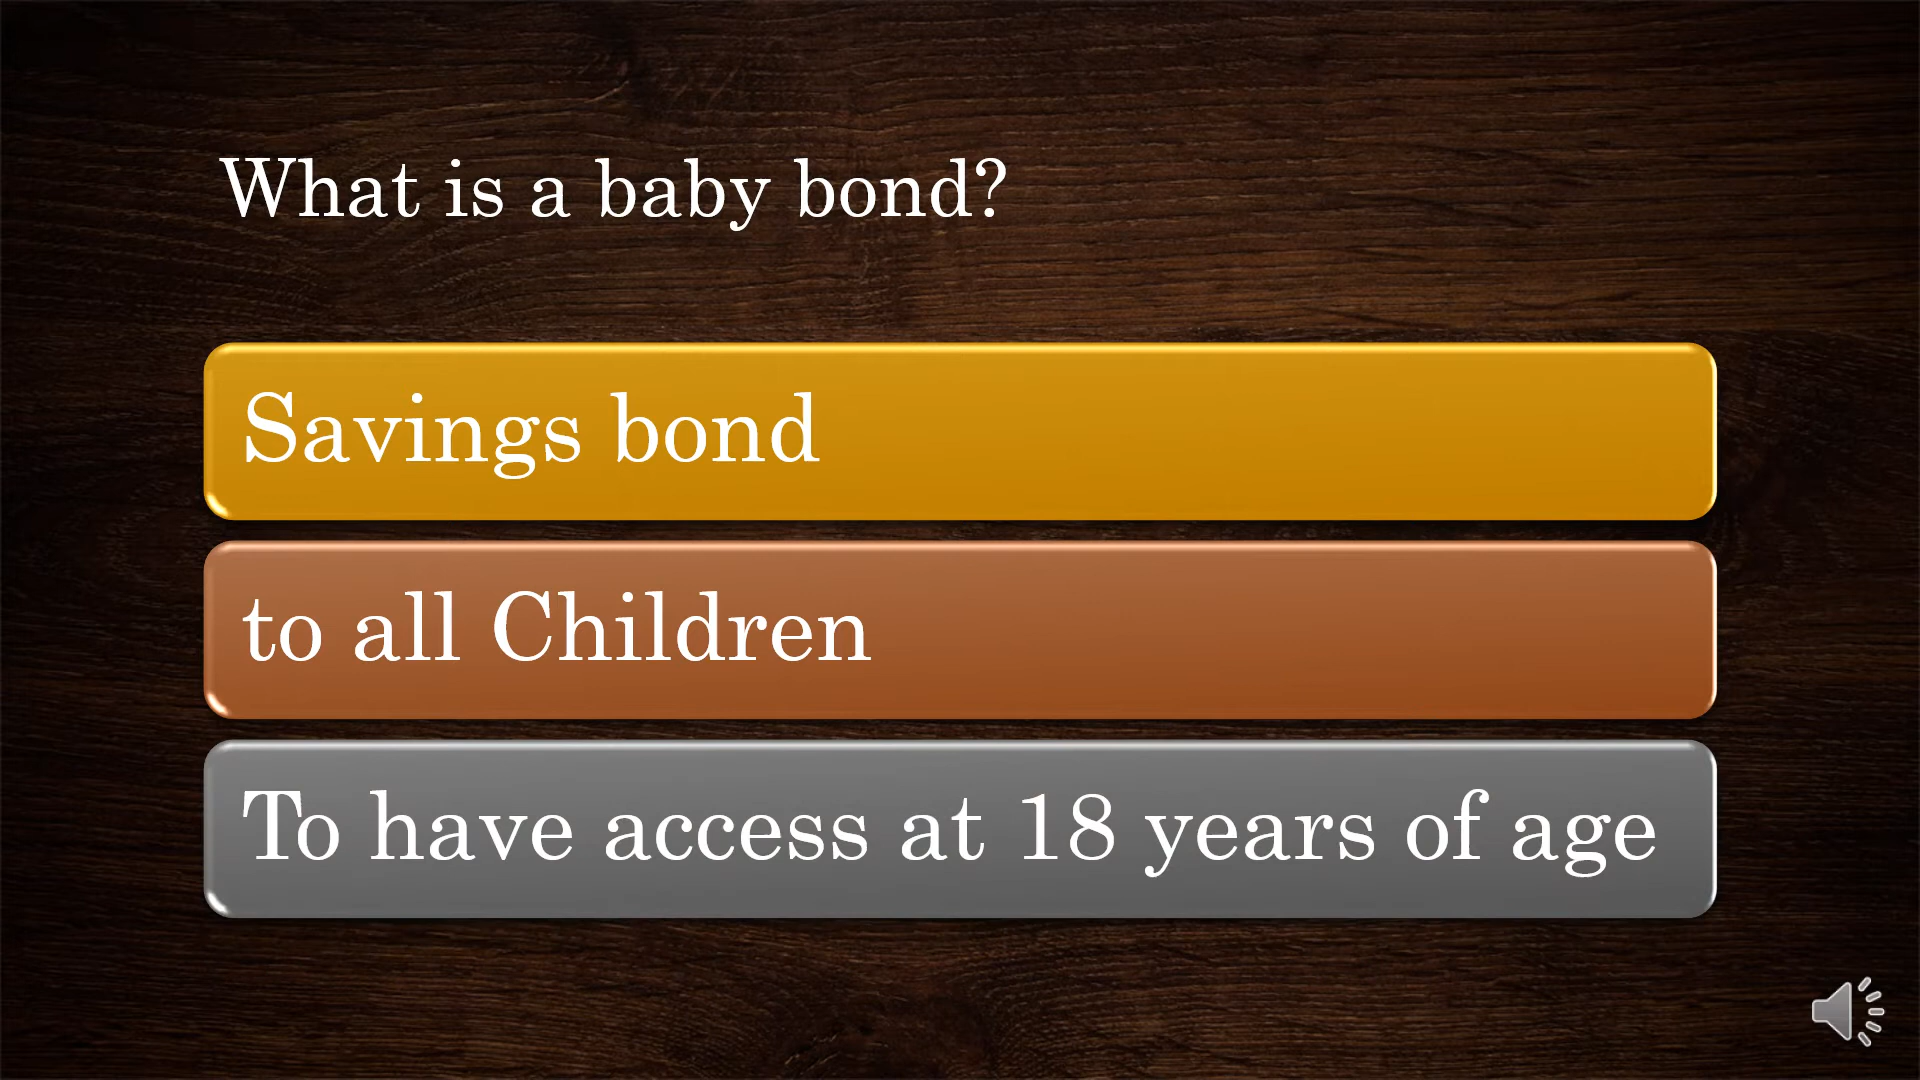 What is a baby bond?
Savings bond
to all Children
To have access at 18 years of age